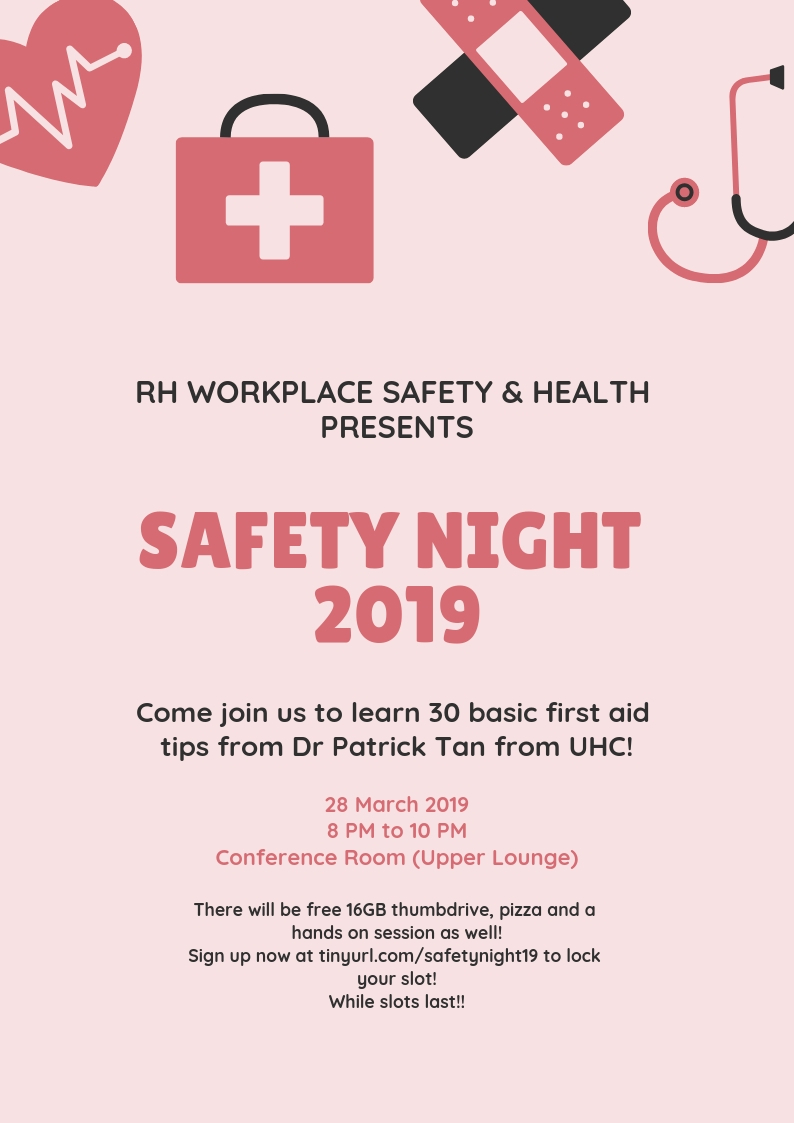 RH WORKPLACE SAFETY & HEALTH
PRESENTS
SAFETY NIGHT
2019
Come join us to learn 30 basic first aid
tips from Dr Patrick Tan from UHC!
28 March 2019
8 PM to 10 PM
Conference Room (Upper Lounge)
There will be free 16GB thumbdrive, pizza and a
hands on session as well!
Sign up now at tinyurl.com/safetynight19 to lock
your slot!
While slots last!!